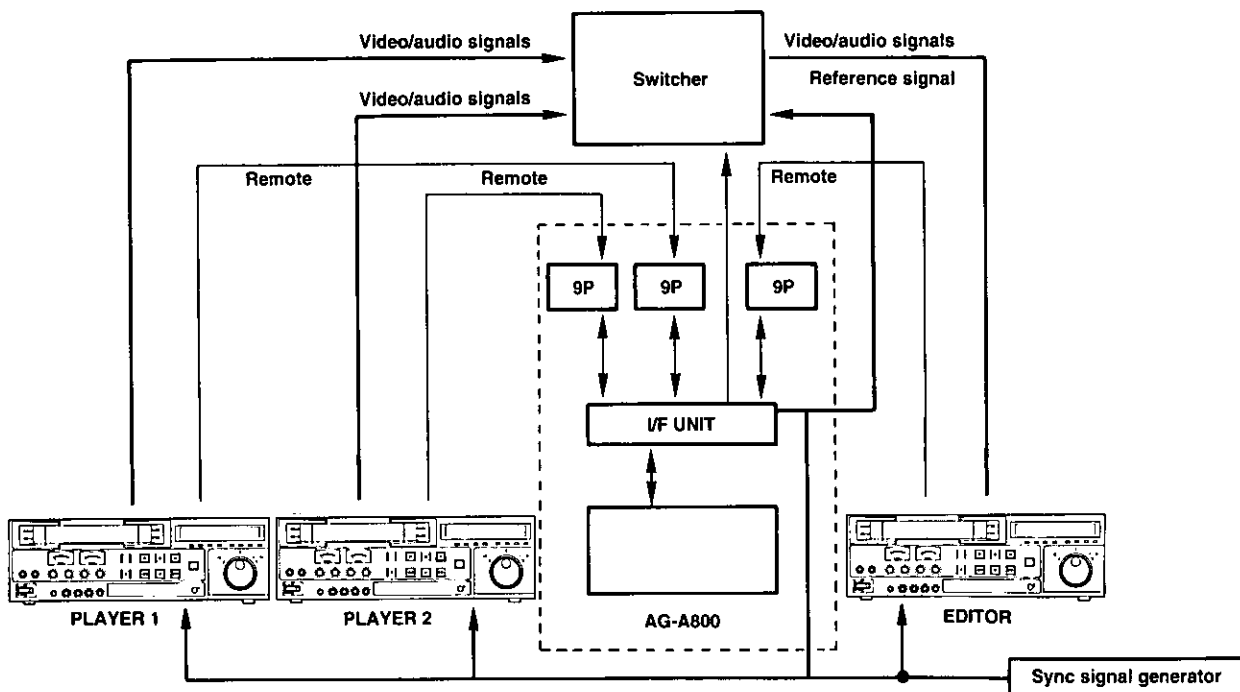 Video/audio signals
Video/audio signals
Switcher
Reference signal
Video/audio signals
Remote
Remote
Remote
9P
9P
9P
I/F UNIT
PLAYER 1
PLAYER 2
AG-A800
EDITOR
Sync signal generator